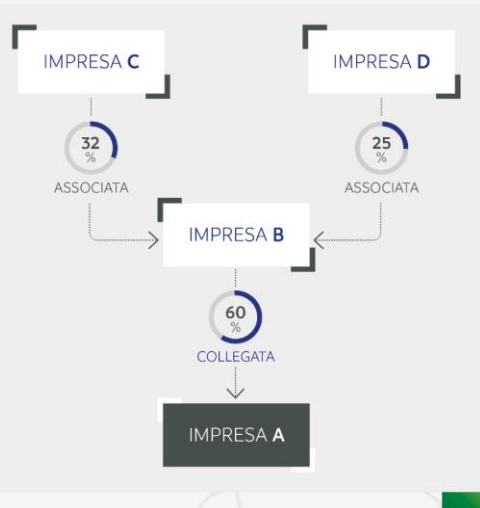 IMPRESA C
IMPRESA D
32
%
25
%
ASSOCIATA
ASSOCIATA
IMPRESA B
60
%
COLLEGATA
IMPRESA A